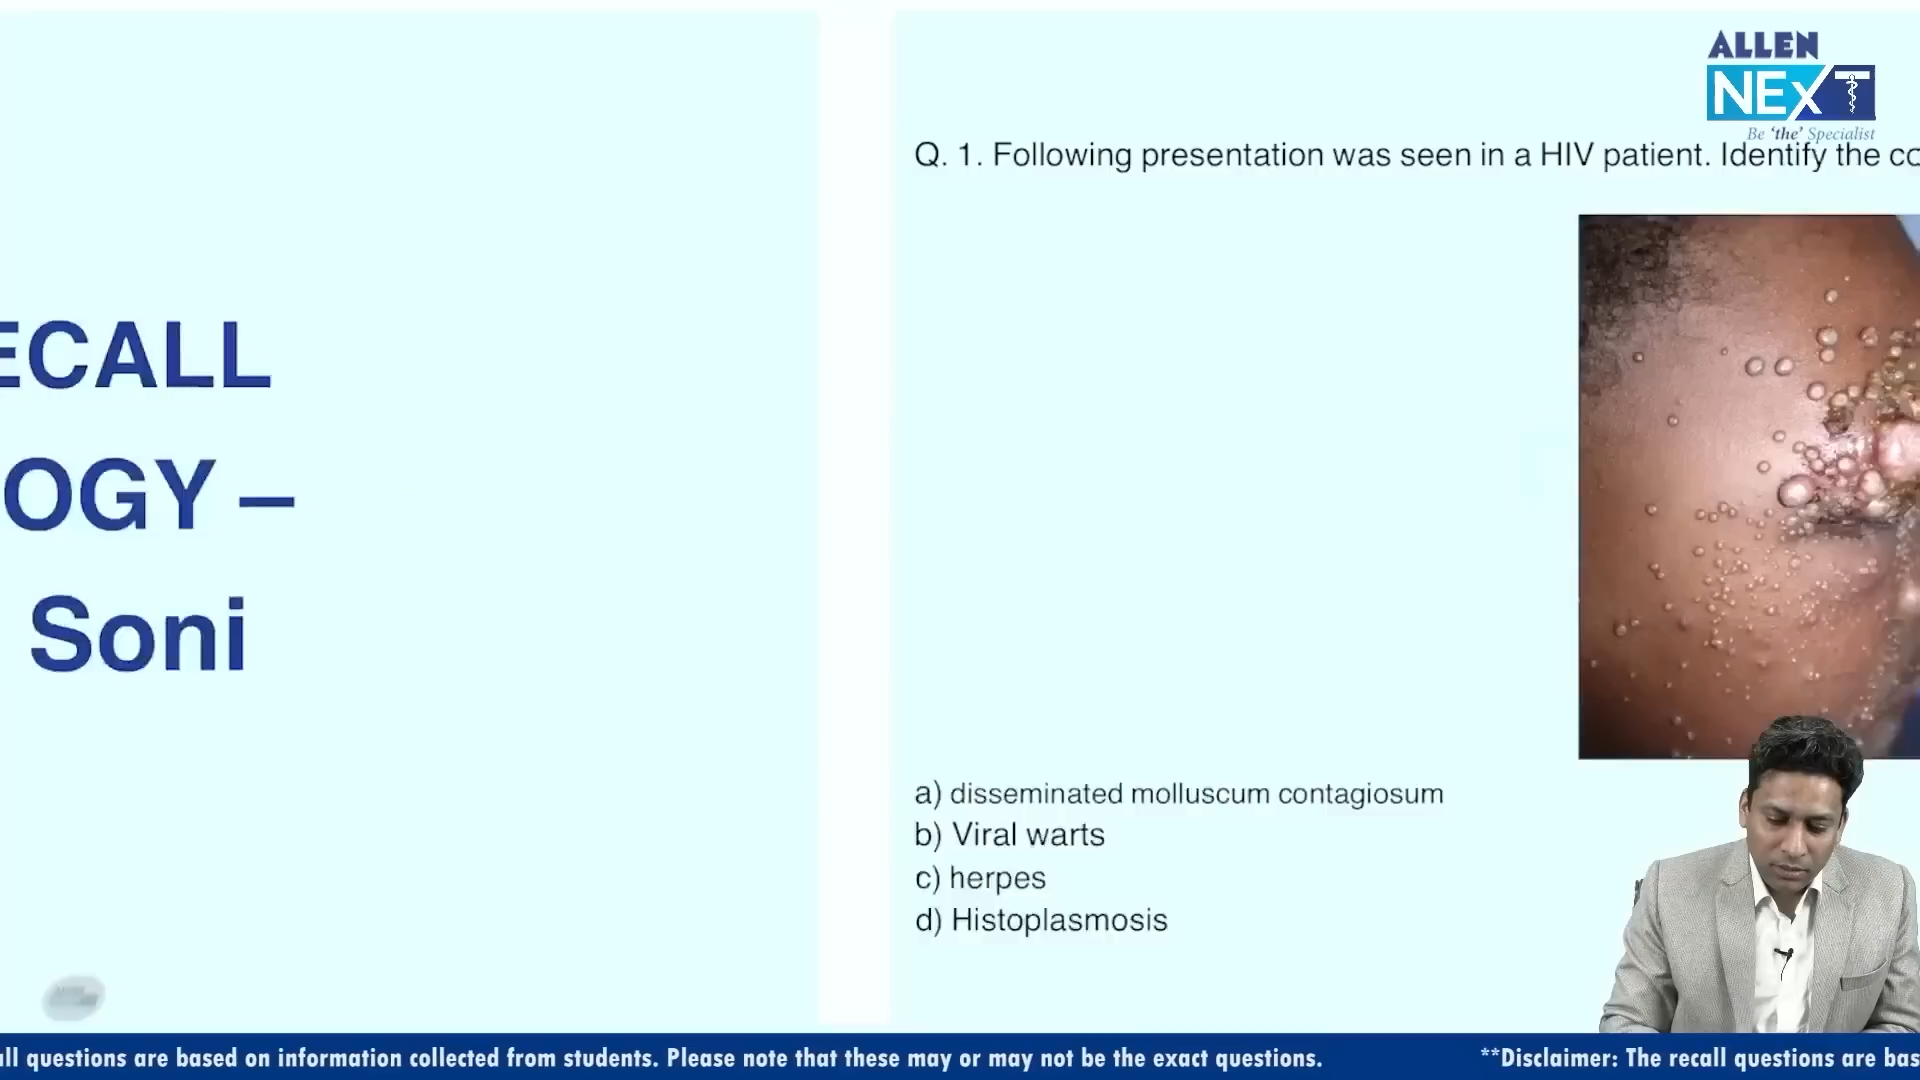 ECALL
OGY –
Soni
ALLEN
NEXT
Be 'the' Specialist
Q. 1. Following presentation was seen in a HIV patient. Identify the co
a) disseminated molluscum contagiosum
b) Viral warts
c) herpes
d) Histoplasmosis
all questions are based on information collected from students. Please note that these may or may not be the exact questions. **Disclaimer: The recall questions are bas